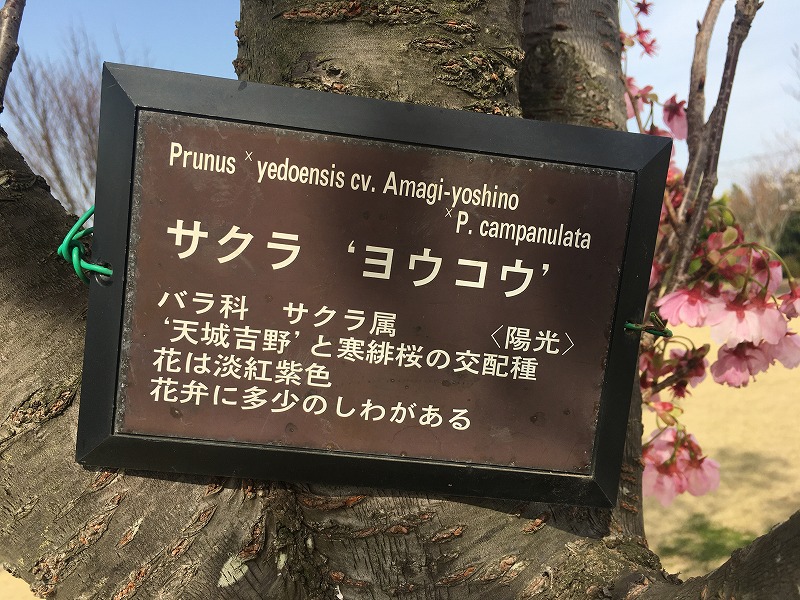 Prunus × yedoensis cv. Amagi-yoshino
× P. campanulata
サクラ ‘ヨウコウ’
バラ科 サクラ属 〈陽光〉
‘天城吉野’と寒緋桜の交配種
花は淡紅紫色
花弁に多少のしわがある